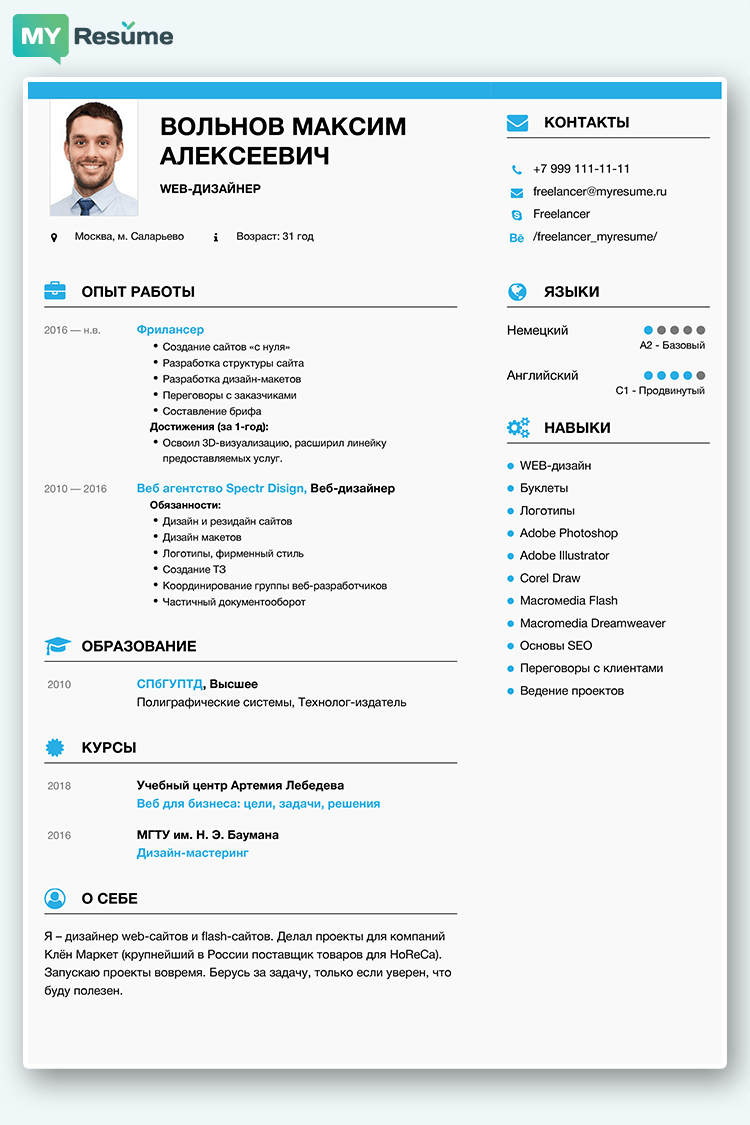 MY Resume
ВОЛЬНОВ МАКСИМ
АЛЕКСЕЕВИЧ
WEB-ДИЗАЙНЕР
Москва, м. Саларьево
Возраст: 31 год
ОПЫТ РАБОТЫ
2016 — н.в.
Фрилансер
• Создание сайтов «с нуля»
• Разработка структуры сайта
• Разработка дизайн-макетов
• Переговоры с заказчиками
• Составление брифа
Достижения (за 1-год):
• Освоил 3D-визуализацию, расширил линейку
предоставляемых услуг.
2010 — 2016
Веб агентство Spectr Disign, Веб-дизайнер
Обязанности:
• Дизайн и резидайн сайтов
• Дизайн макетов
• Логотипы, фирменный стиль
• Создание ТЗ
• Координирование группы веб-разработчиков
• Частичный документооборот
ОБРАЗОВАНИЕ
2010
СПбГУПТД, Высшее
Полиграфические системы, Технолог-издатель
КУРСЫ
2018
Учебный центр Артемия Лебедева
Веб для бизнеса: цели, задачи, решения
2016
МГТУ им. Н. Э. Баумана
Дизайн-мастеринг
О СЕБЕ
Я – дизайнер web-сайтов и flash-сайтов. Делал проекты для компаний
Клён Маркет (крупнейший в России поставщик товаров для HoReCa).
Запускаю проекты вовремя. Берусь за задачу, только если уверен, что
буду полезен.
КОНТАКТЫ
+7 999 111-11-11
freelancer@myresume.ru
Freelancer
Bē /freelancer_myresume/
ЯЗЫКИ
Немецкий
A2 - Базовый
Английский
C1 - Продвинутый
НАВЫКИ
• WEB-дизайн
• Буклеты
• Логотипы
• Adobe Photoshop
• Adobe Illustrator
• Corel Draw
• Macromedia Flash
• Macromedia Dreamweaver
• Основы SEO
• Переговоры с клиентами
• Ведение проектов